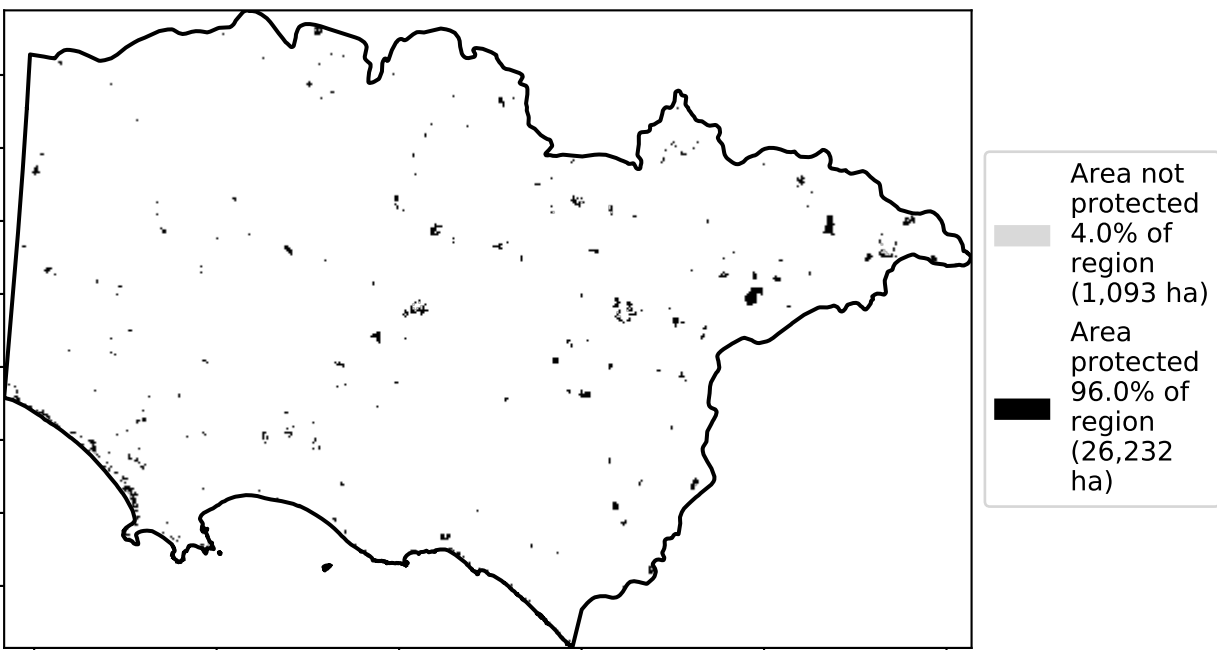 Area not
protected
4.0% of
region
(1,093 ha)
Area
protected
96.0% of
region
(26,232
ha)